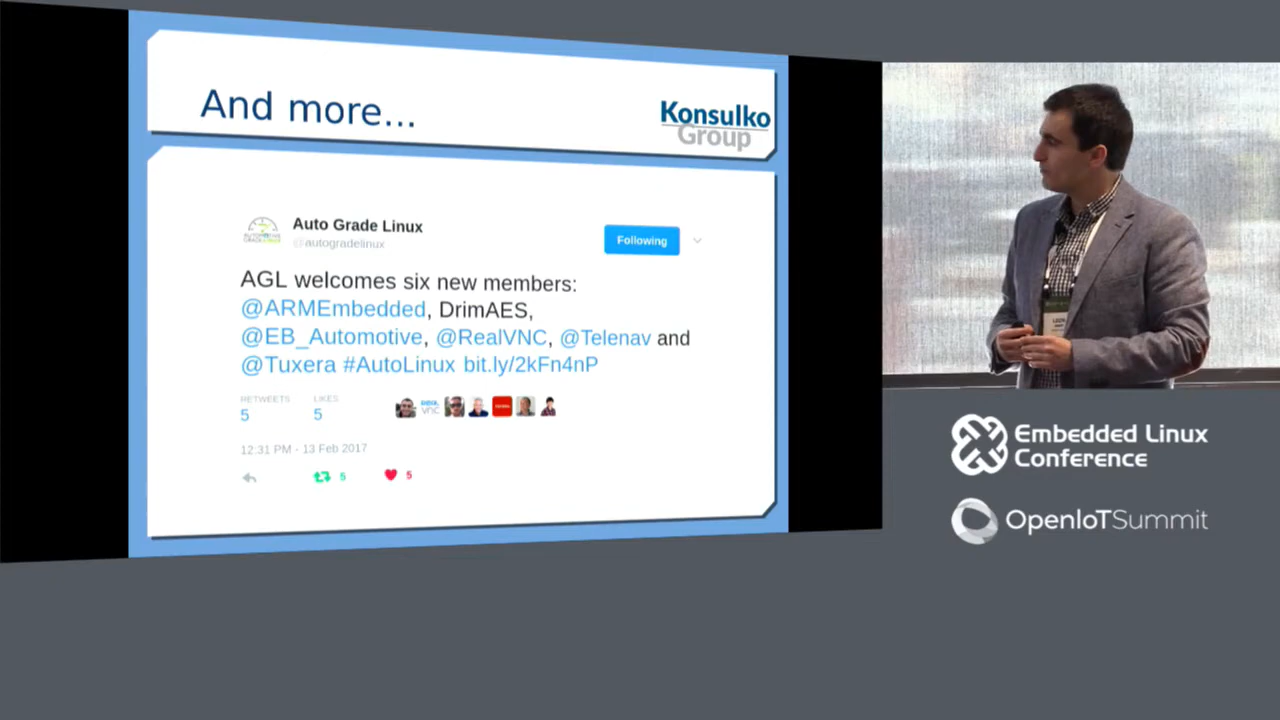 And more...
Konsulko
Group
Auto Grade Linux
@autogradelinux
Following
AGL welcomes six new members:
@ARMEmbedded, DrimAES,
@EB_Automotive, @RealVNC, @Telenav and
@Tuxera #AutoLinux bit.ly/2kFn4nP
RETWEETS LIKES
5 5
12:31 PM - 13 Feb 2017
5 5
Embedded Linux
Conference
OpenIoTSummit